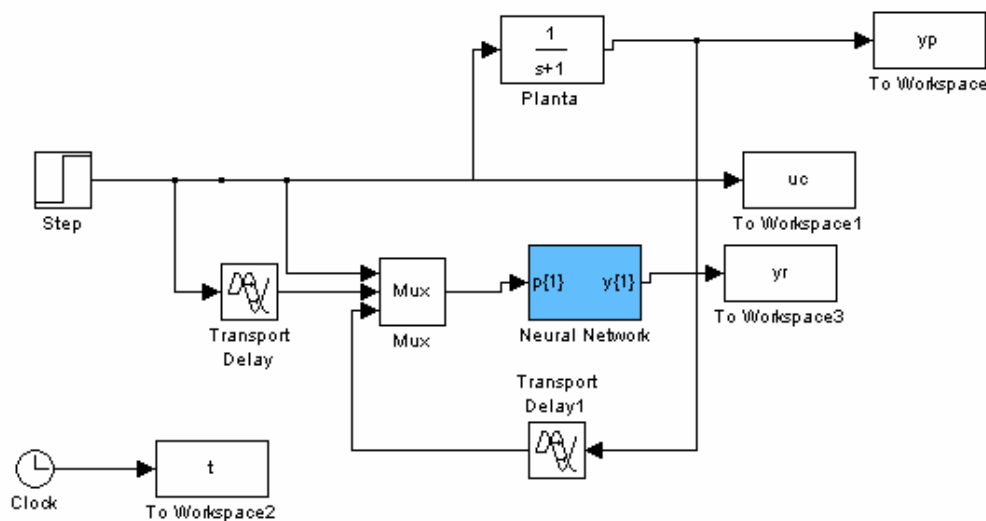 1
s+1
Planta
yp
To Workspace
Step
uc
To Workspace1
Transport
Delay
Mux
Mux
p{1} y{1}
Neural Network
yr
To Workspace3
Transport
Delay1
Clock
t
To Workspace2